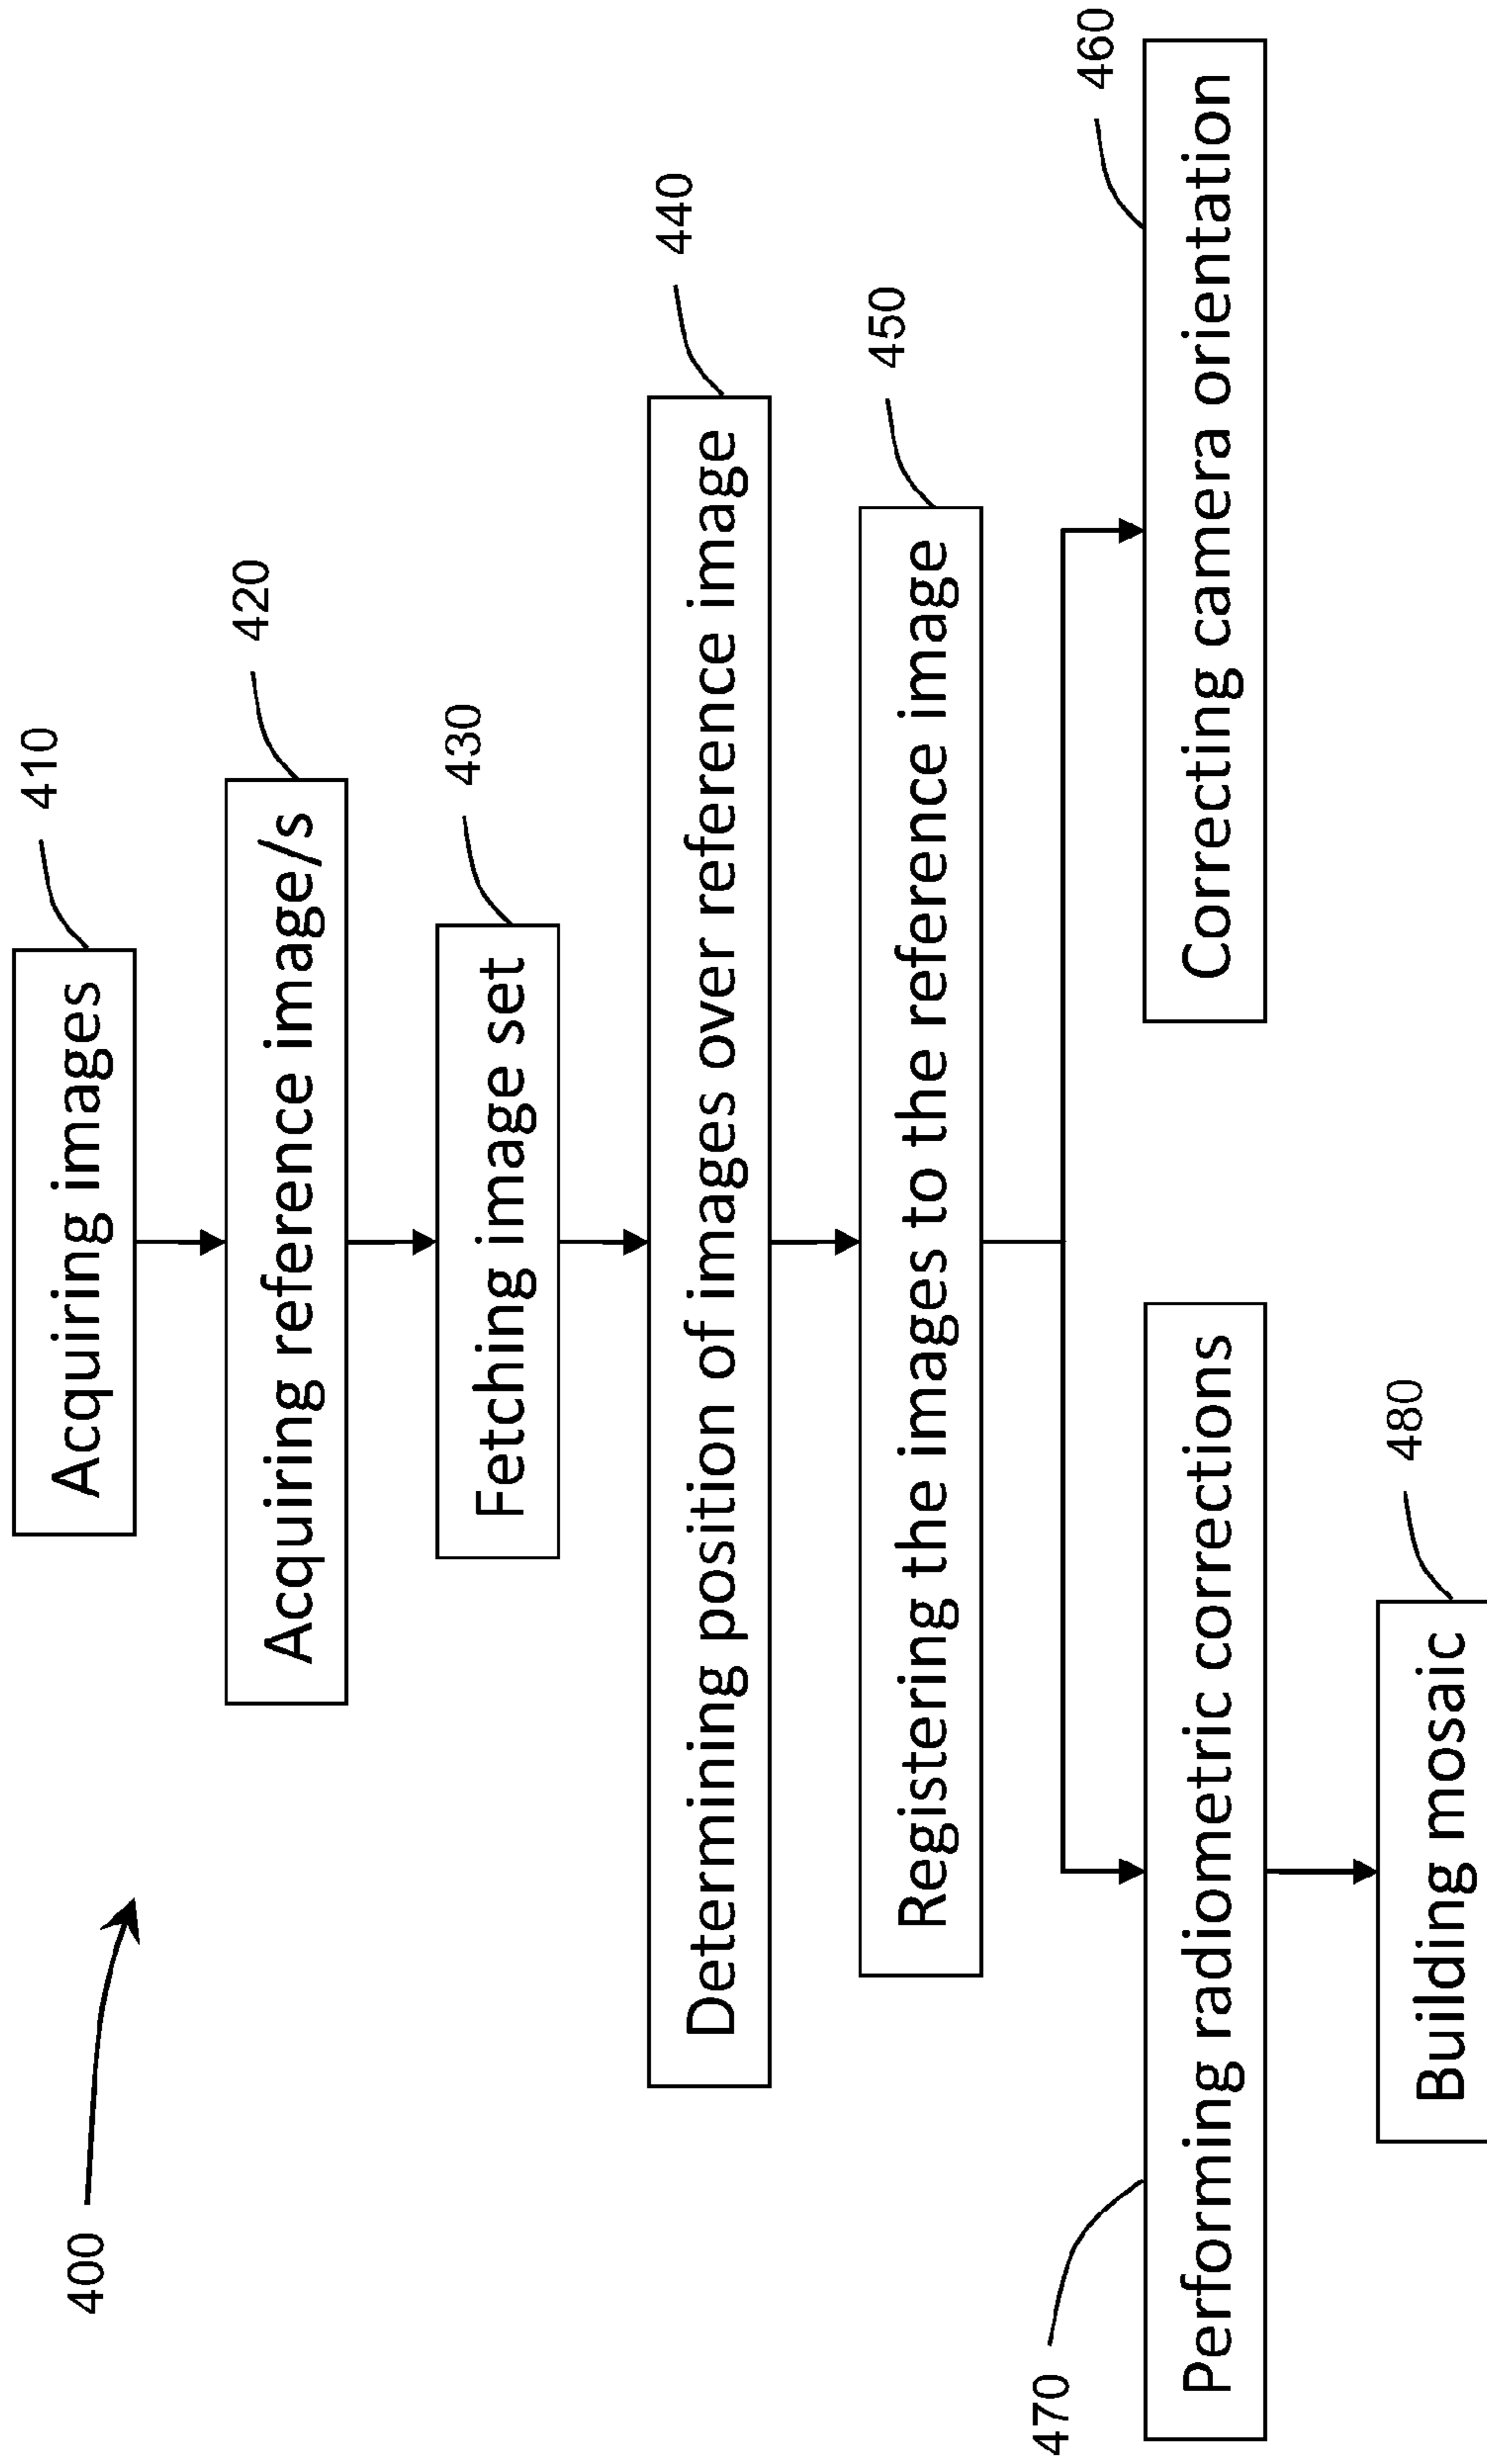 400
410
Acquiring images
420
Acquiring reference image/s
430
Fetching image set
440
Determining position of images over reference image
450
Registering the images to the reference image
460
Correcting camera orientation
470
Performing radiometric corrections
480
Building mosaic